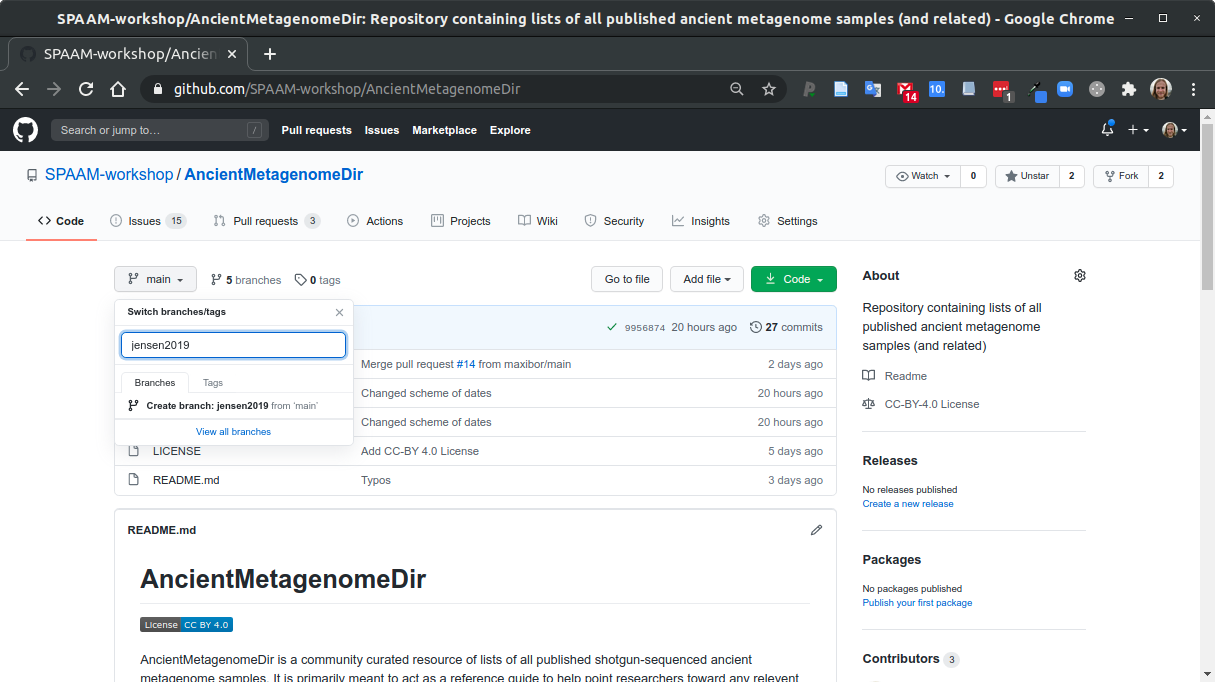 SPAAM-workshop/AncientMetagenomeDir: Repository containing lists of all published ancient metagenome samples (and related) - Google Chrome
SPAAM-workshop/Ancien
github.com/SPAAM-workshop/AncientMetagenomeDir
14
10.
1
Search or jump to…
/
Pull requests
Issues
Marketplace
Explore
SPAAM-workshop / AncientMetagenomeDir
Watch
0
Unstar
2
Fork
2
Code
Issues 15
Pull requests 3
Actions
Projects
Wiki
Security
Insights
Settings
main
5 branches
0 tags
Go to file
Add file
Code
Switch branches/tags
jensen2019
Branches
Tags
Create branch: jensen2019 from 'main'
View all branches
9956874 20 hours ago
27 commits
Merge pull request #14 from maxibor/main
2 days ago
Changed scheme of dates
20 hours ago
Changed scheme of dates
20 hours ago
LICENSE
Add CC-BY 4.0 License
5 days ago
README.md
Typos
3 days ago
README.md
AncientMetagenomeDir
License CC BY 4.0
AncientMetagenomeDir is a community curated resource of lists of all published shotgun-sequenced ancient
metagenome samples. It is primarily meant to act as a reference guide to help point researchers toward any relevent
About
Repository containing lists of all
published ancient metagenome
samples (and related)
Readme
CC-BY-4.0 License
Releases
No releases published
Create a new release
Packages
No packages published
Publish your first package
Contributors 3